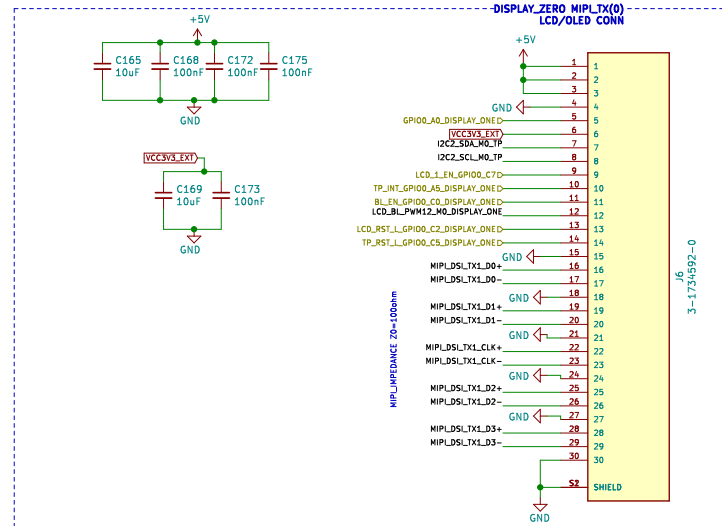 DISPLAY_ZERO MIPI_TX(0)
LCD/OLED CONN
+5V
C165
10uF
C168
100nF
C172
100nF
C175
100nF
GND
VCC3V3_EXT
C169
10uF
C173
100nF
GND
MIPI_IMPEDANCE Z0=100ohm
+5V
1 1
2 2
3 3
GND 4 4
GPIO0_A0_DISPLAY_ONE 5 5
VCC3V3_EXT 6 6
I2C2_SDA_M0_TP 7 7
I2C2_SCL_M0_TP 8 8
LCD_1_EN_GPIO0_C7 9 9
TP_INT_GPIO0_A5_DISPLAY_ONE 10 10
BL_EN_GPIO0_C0_DISPLAY_ONE 11 11
LCD_BL_PWM12_M0_DISPLAY_ONE 12 12
LCD_RST_L_GPIO0_C2_DISPLAY_ONE 13 13
TP_RST_L_GPIO0_C5_DISPLAY_ONE 14 14
GND 15 15
MIPI_DSI_TX1_D0+ 16 16
MIPI_DSI_TX1_D0- 17 17
GND 18 18
MIPI_DSI_TX1_D1+ 19 19
MIPI_DSI_TX1_D1- 20 20
GND 21 21
MIPI_DSI_TX1_CLK+ 22 22
MIPI_DSI_TX1_CLK- 23 23
GND 24 24
MIPI_DSI_TX1_D2+ 25 25
MIPI_DSI_TX1_D2- 26 26
GND 27 27
MIPI_DSI_TX1_D3+ 28 28
MIPI_DSI_TX1_D3- 29 29
30 30
SHIELD
GND
J6
3-1734592-0